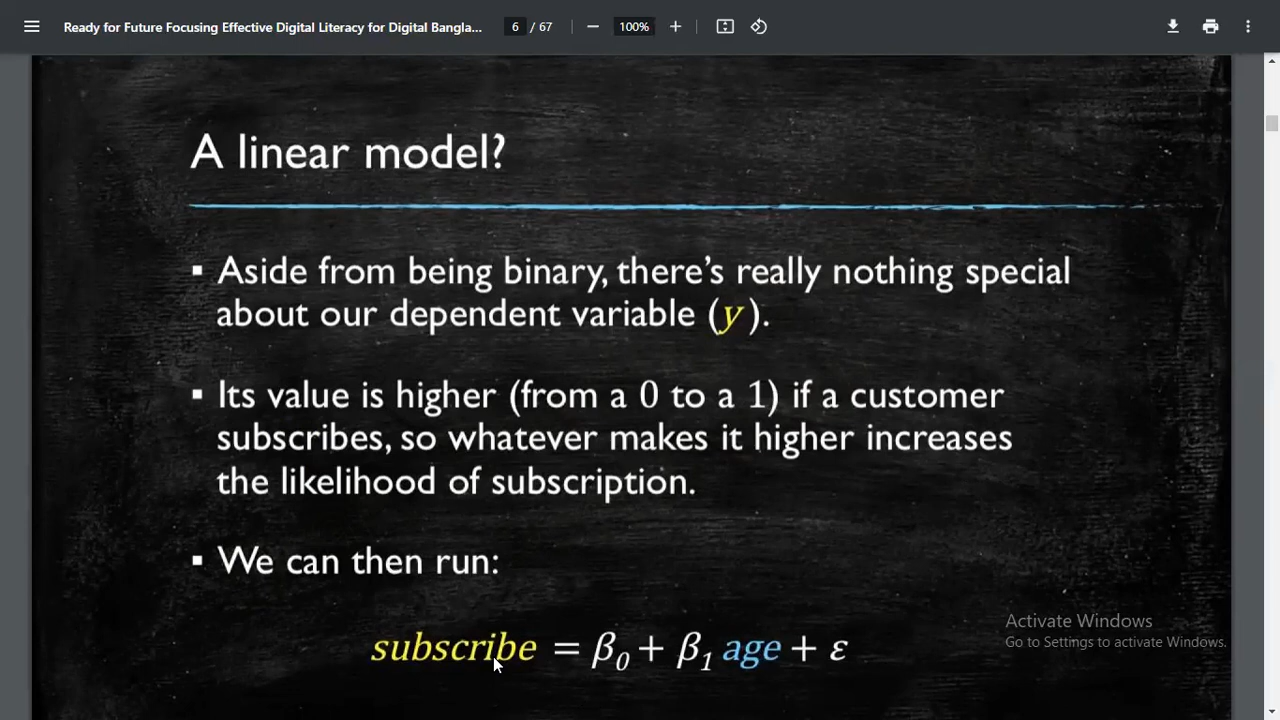 Ready for Future Focusing Effective Digital Literacy for Digital Bangla...
6 / 67
100%
A linear model?
▪ Aside from being binary, there’s really nothing special
about our dependent variable (y).
▪ Its value is higher (from a 0 to a 1) if a customer
subscribes, so whatever makes it higher increases
the likelihood of subscription.
▪ We can then run:
subscribe = β₀ + β₁ age + ε
Activate Windows
Go to Settings to activate Windows.